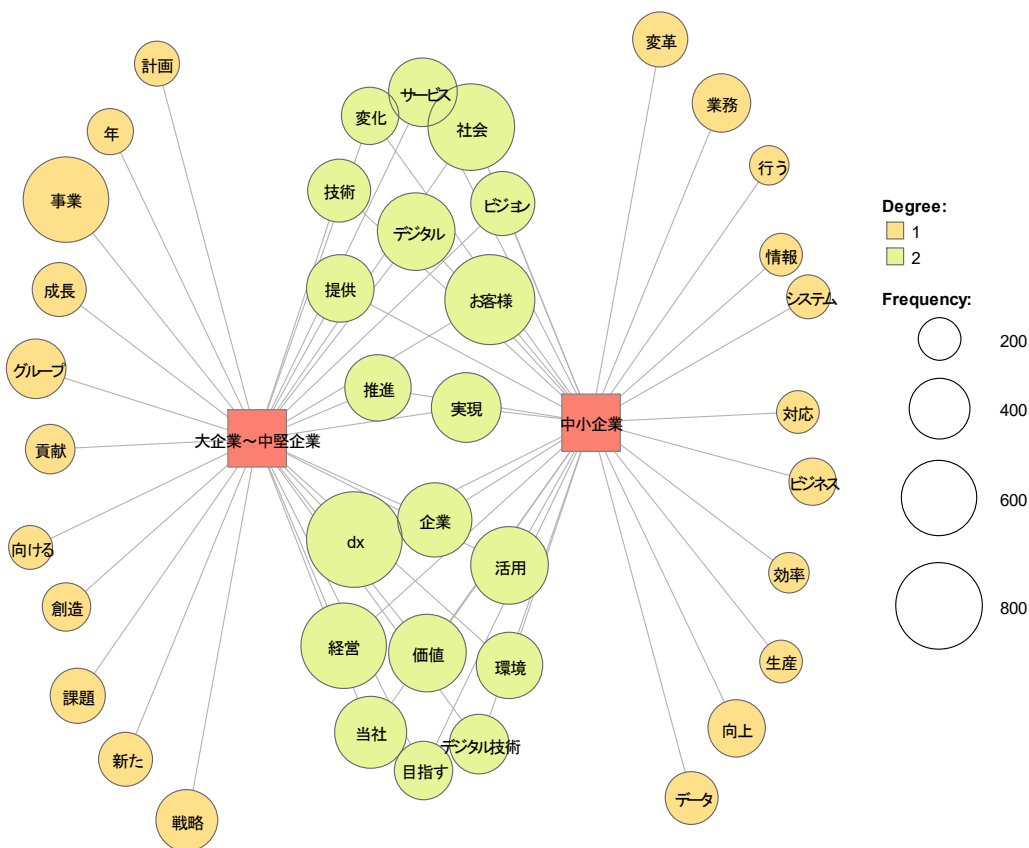 計画
年
事業
成長
グループ
貢献
向ける
創造
課題
新た
戦略
大企業～中堅企業
サービス
変化
社会
技術
ビジョン
デジタル
提供
お客様
推進
実現
企業
dx
活用
経営
価値
環境
当社
デジタル技術
目指す
中小企業
変革
業務
行う
情報
システム
対応
ビジネス
効率
生産
向上
データ
Degree:
1
2
Frequency:
200
400
600
800